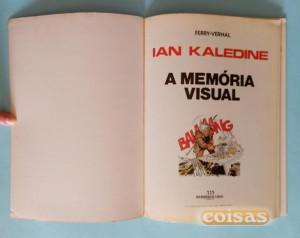 FERRY-VERHAL
IAN KALEDINE
A MEMÓRIA
VISUAL
coisas